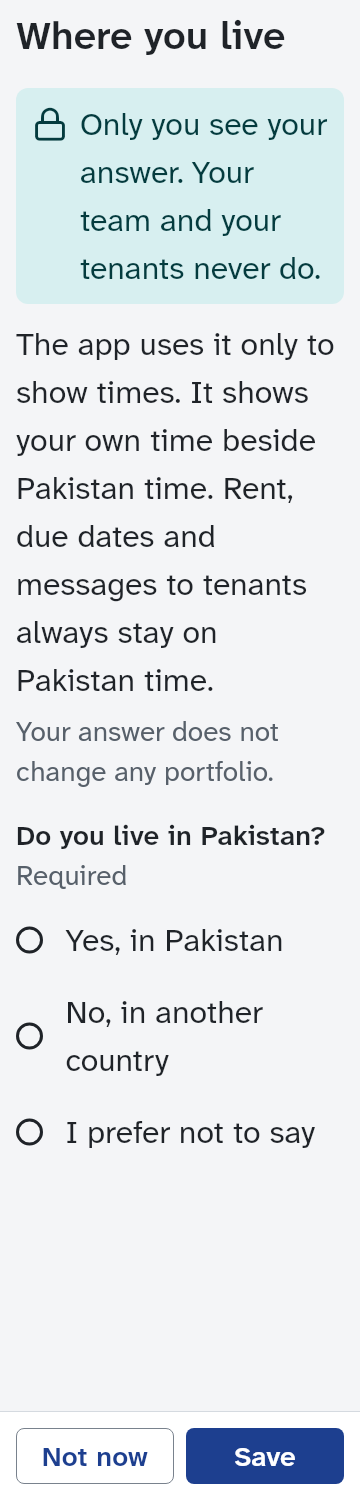 Where you live
Only you see your
answer. Your
team and your
tenants never do.
The app uses it only to
show times. It shows
your own time beside
Pakistan time. Rent,
due dates and
messages to tenants
always stay on
Pakistan time.
Your answer does not
change any portfolio.
Do you live in Pakistan?
Required
Yes, in Pakistan
No, in another
country
I prefer not to say
Not now
Save